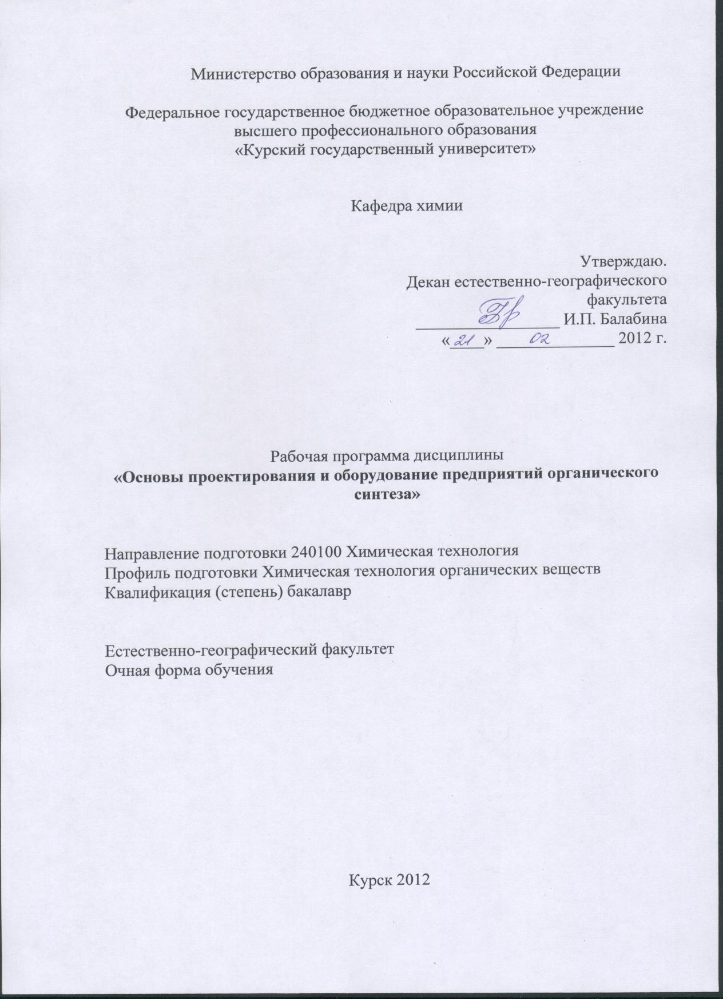 Министерство образования и науки Российской Федерации
Федеральное государственное бюджетное образовательное учреждение
высшего профессионального образования
«Курский государственный университет»
Кафедра химии
Утверждаю.
Декан естественно-географического
факультета
____________________ И.П. Балабина
«21» 02 2012 г.
Рабочая программа дисциплины
«Основы проектирования и оборудование предприятий органического
синтеза»
Направление подготовки 240100 Химическая технология
Профиль подготовки Химическая технология органических веществ
Квалификация (степень) бакалавр
Естественно-географический факультет
Очная форма обучения
Курск 2012